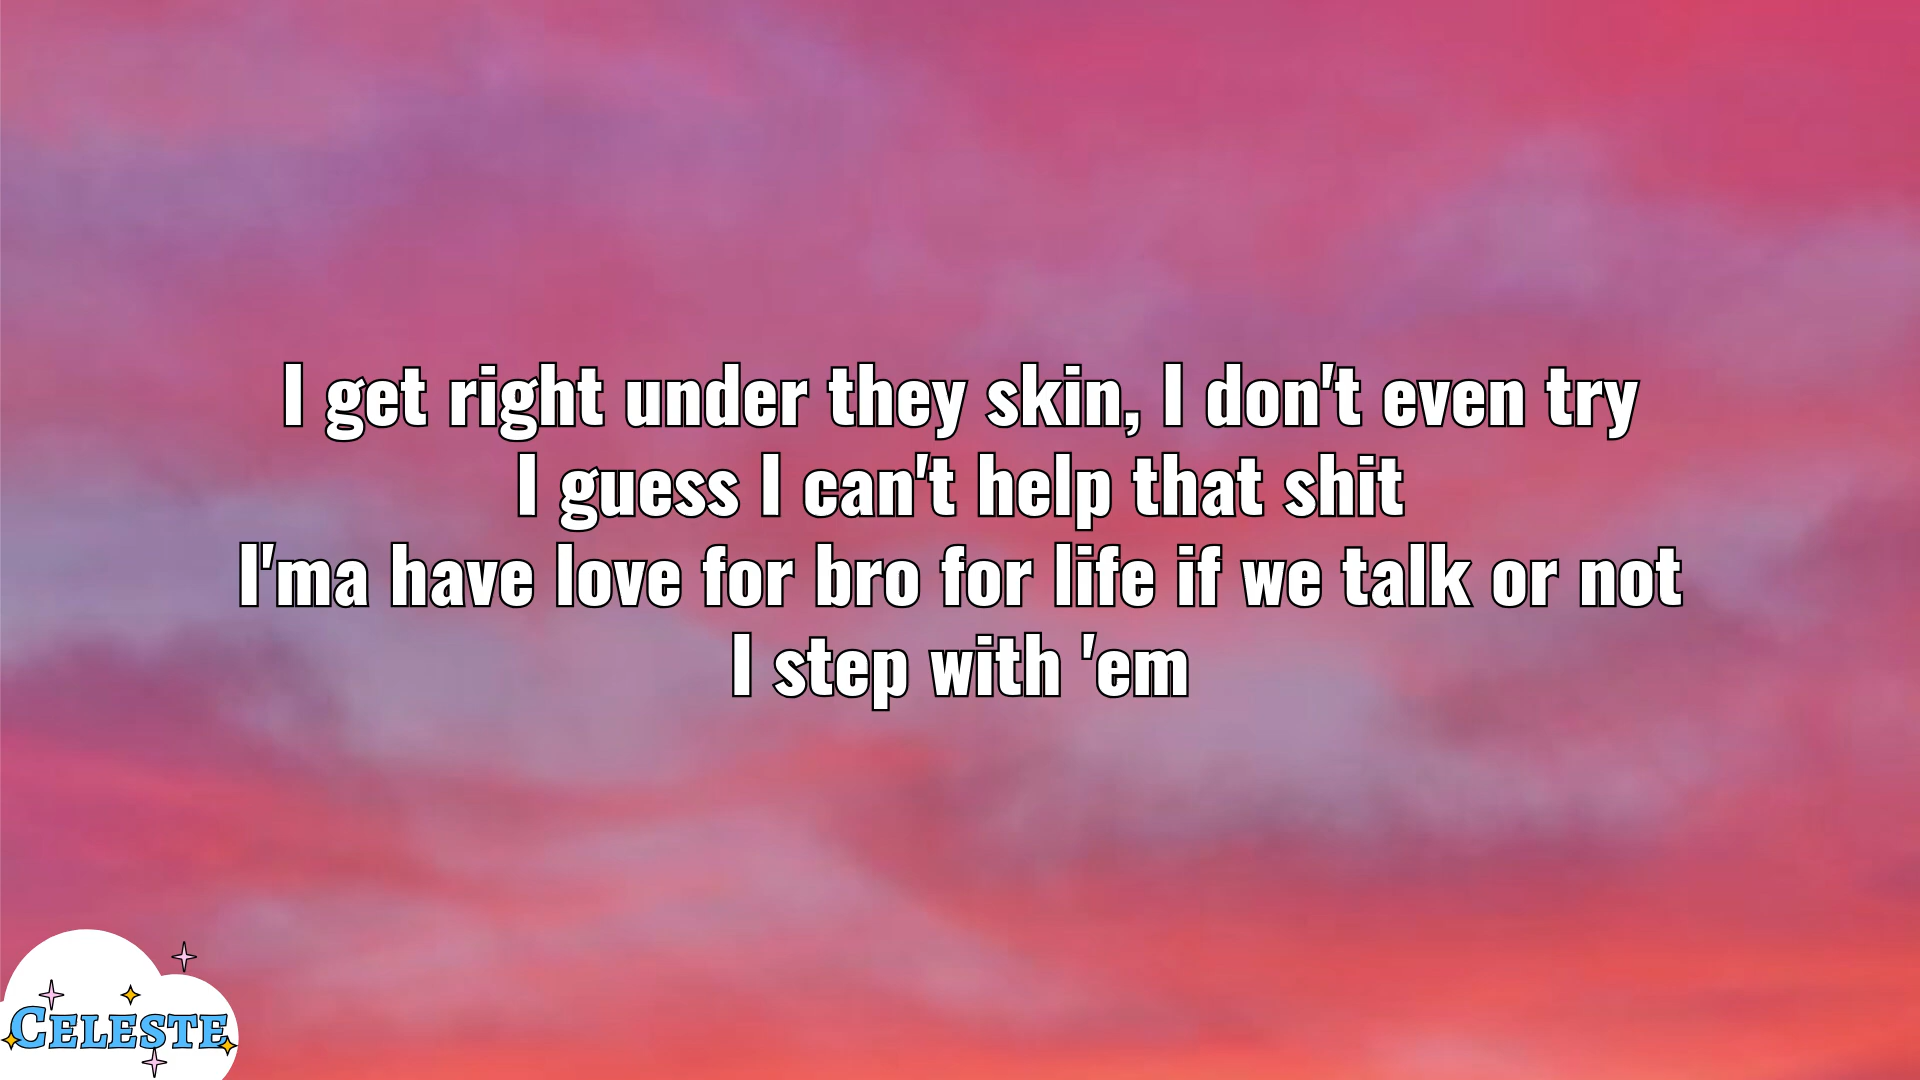 I get right under they skin, I don't even try
I guess I can't help that shit
I'ma have love for bro for life if we talk or not
I step with 'em
CELESTE